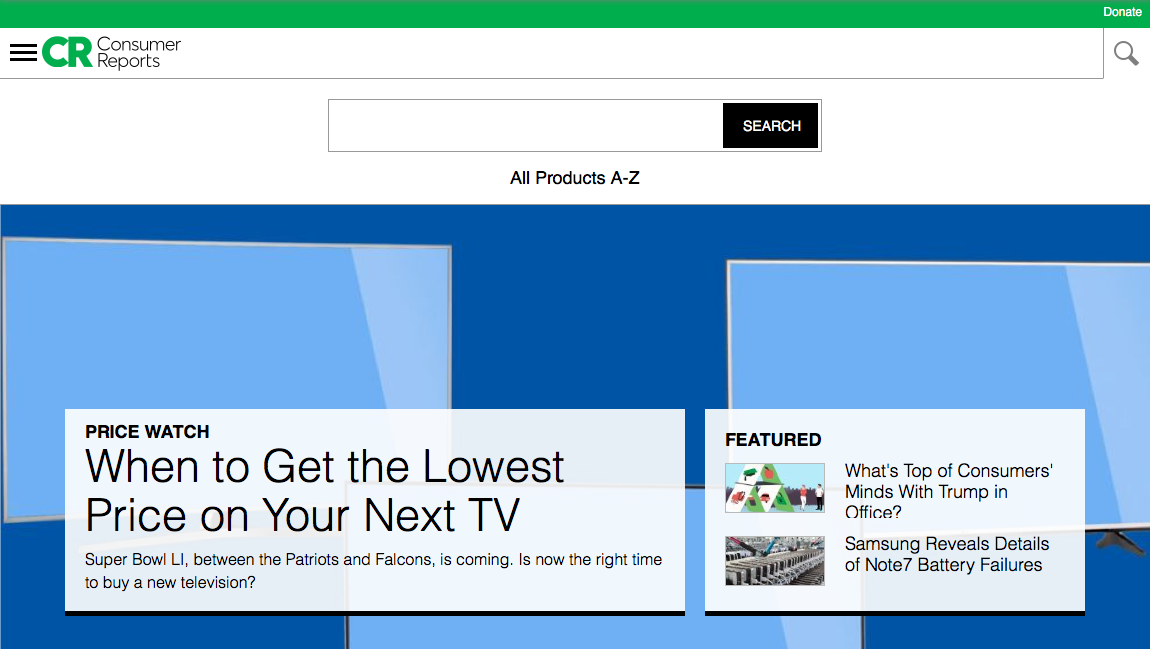 Donate
CR Consumer
Reports
SEARCH
All Products A-Z
PRICE WATCH
When to Get the Lowest
Price on Your Next TV
Super Bowl LI, between the Patriots and Falcons, is coming. Is now the right time
to buy a new television?
FEATURED
What's Top of Consumers'
Minds With Trump in
Office?
Samsung Reveals Details
of Note7 Battery Failures